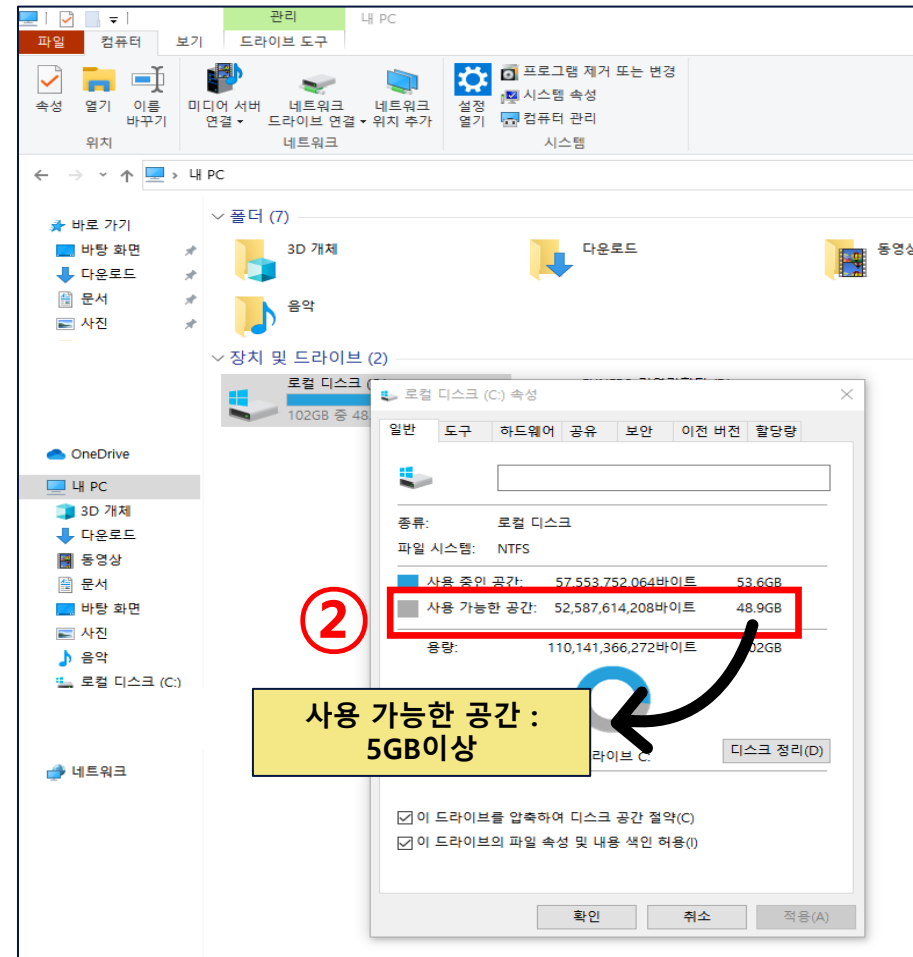 관리 내 PC
파일 컴퓨터 보기 드라이브 도구
속성 열기 이름 바꾸기 미디어 서버 연결 네트워크 드라이브 연결 네트워크 위치 추가 설정 열기
프로그램 제거 또는 변경
시스템 속성
컴퓨터 관리
위치 네트워크 시스템
내 PC
바로 가기
바탕 화면
다운로드
문서
사진
OneDrive
내 PC
3D 개체
다운로드
동영상
문서
바탕 화면
사진
음악
로컬 디스크 (C:)
네트워크
폴더 (7)
3D 개체 다운로드 동영상
음악
장치 및 드라이브 (2)
로컬 디스크
102GB 중 48
로컬 디스크 (C:) 속성
일반 도구 하드웨어 공유 보안 이전 버전 할당량
종류: 로컬 디스크
파일 시스템: NTFS
사용 중인 공간: 57,553,752,064바이트 53.6GB
② 사용 가능한 공간: 52,587,614,208바이트 48.9GB
용량: 110,141,366,272바이트 02GB
사용 가능한 공간 :
5GB이상
라이브 C: 디스크 정리(D)
이 드라이브를 압축하여 디스크 공간 절약(C)
이 드라이브의 파일 속성 및 내용 색인 허용(I)
확인 취소 적용(A)